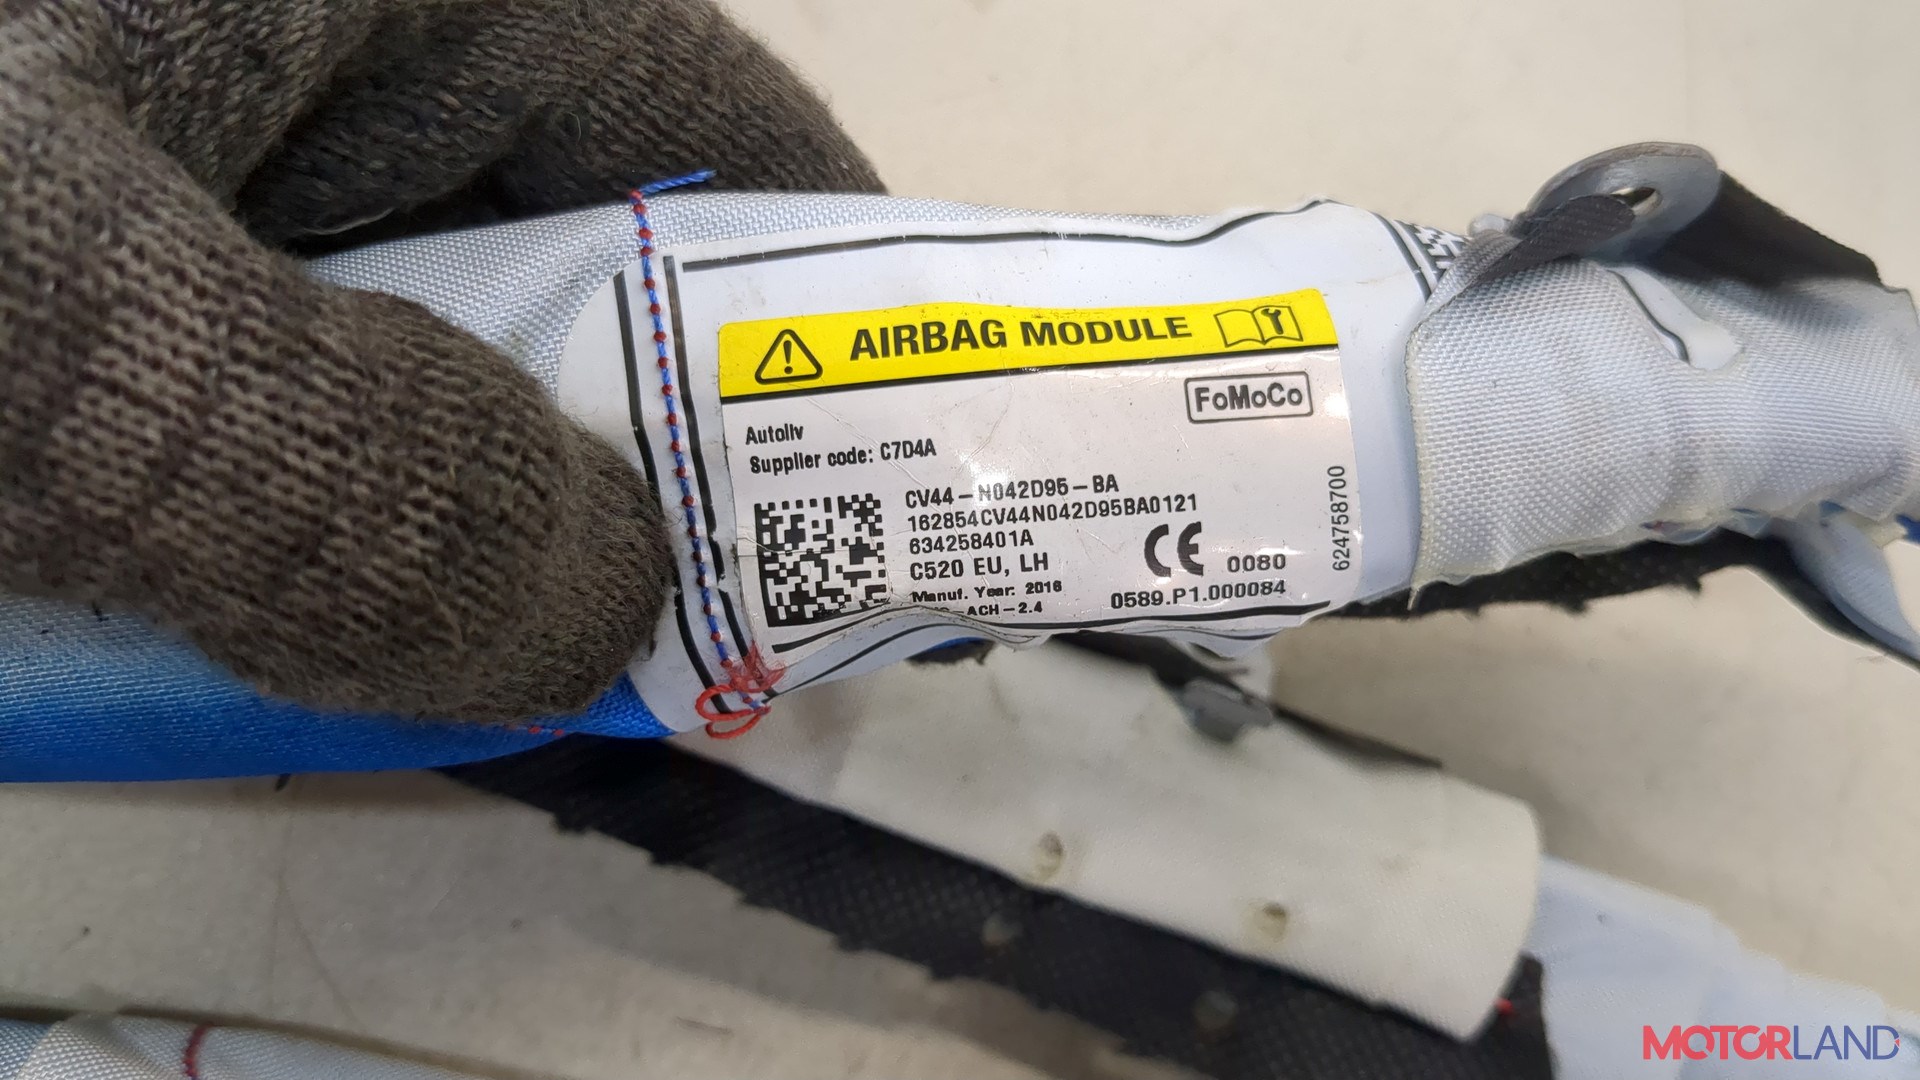 AIRBAG MODULE
FoMoCo
Autoliv
Supplier code: C7D4A
CV44-N042D95-BA
162854CV44N042D95BA0121
634258401A
C520 EU, LH
Manuf. Year: 2016
-ACH-2.4
CE 0080
0589.P1.000084
624758700
MOTORLAND